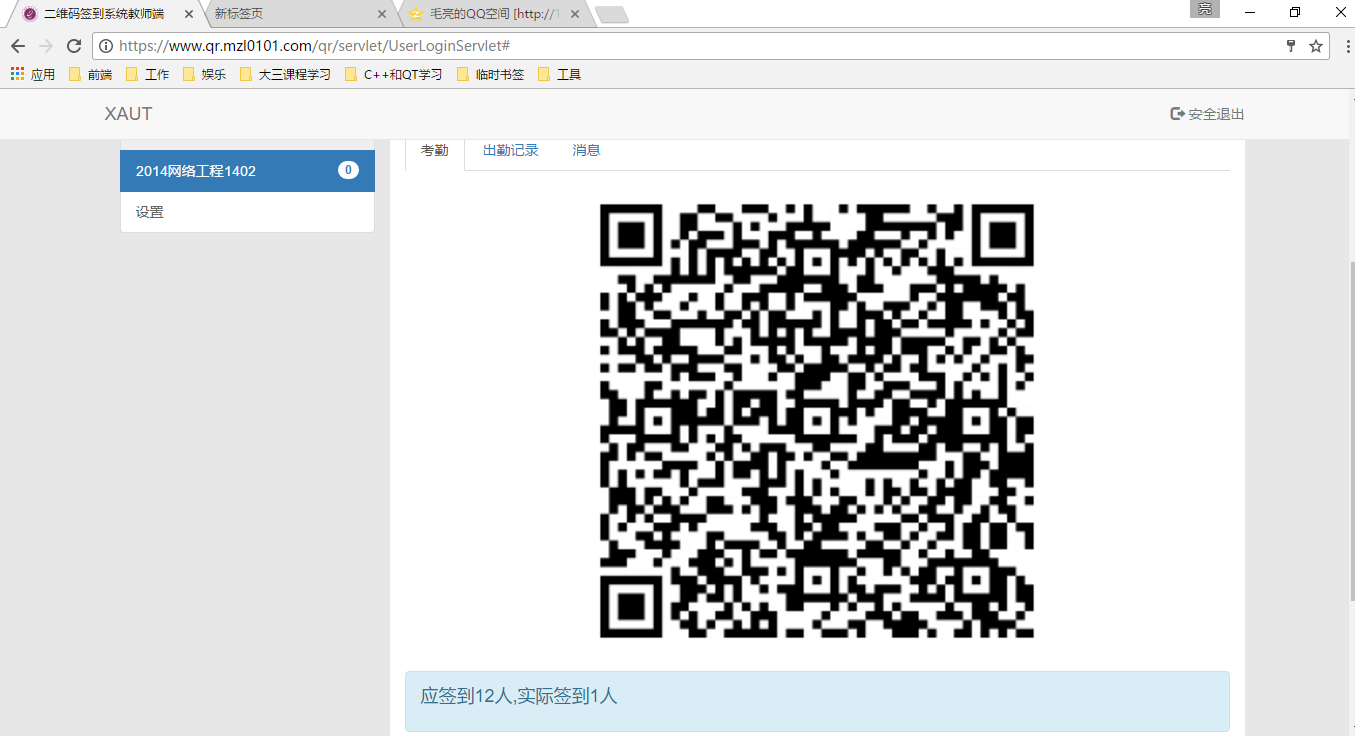 二维码签到系统教师端
新标签页
毛亮的QQ空间 [http://
亮
https://www.qr.mzl0101.com/qr/servlet/UserLoginServlet#
应用 前端 工作 娱乐 大三课程学习 C++和QT学习 临时书签 工具
XAUT 安全退出
考勤 出勤记录 消息
2014网络工程1402 0
设置
应签到12人,实际签到1人